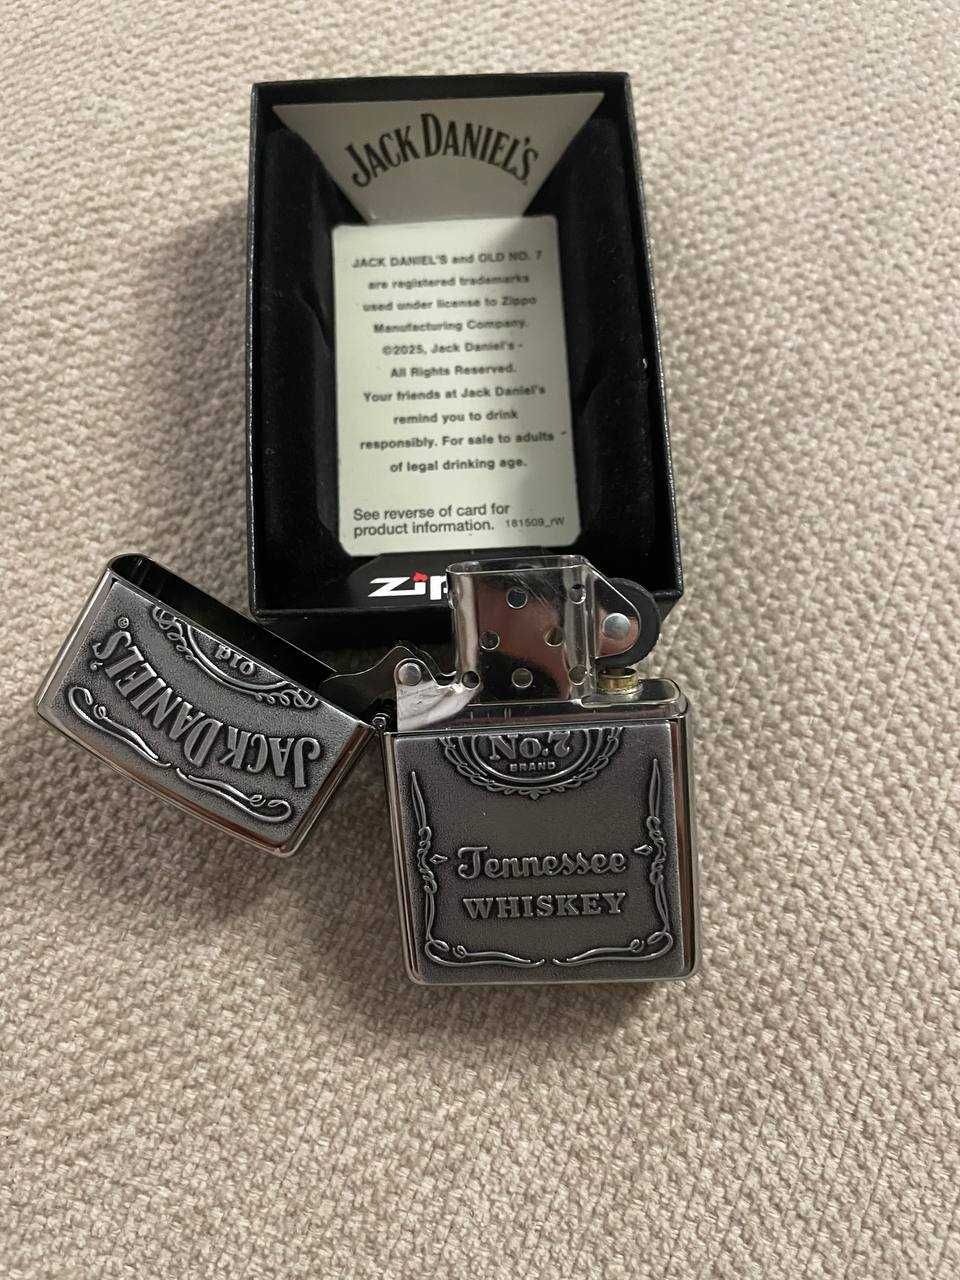 JACK DANIEL'S
JACK DANIEL'S and OLD NO. 7
are registered trademarks
used under license to Zippo
Manufacturing Company.
©2025, Jack Daniel's -
All Rights Reserved.
Your friends at Jack Daniel's
remind you to drink
responsibly. For sale to adults -
of legal drinking age.
See reverse of card for
product information. 181509_rW
JACK DANIEL'S®
Old
No.7
BRAND
Tennessee
WHISKEY